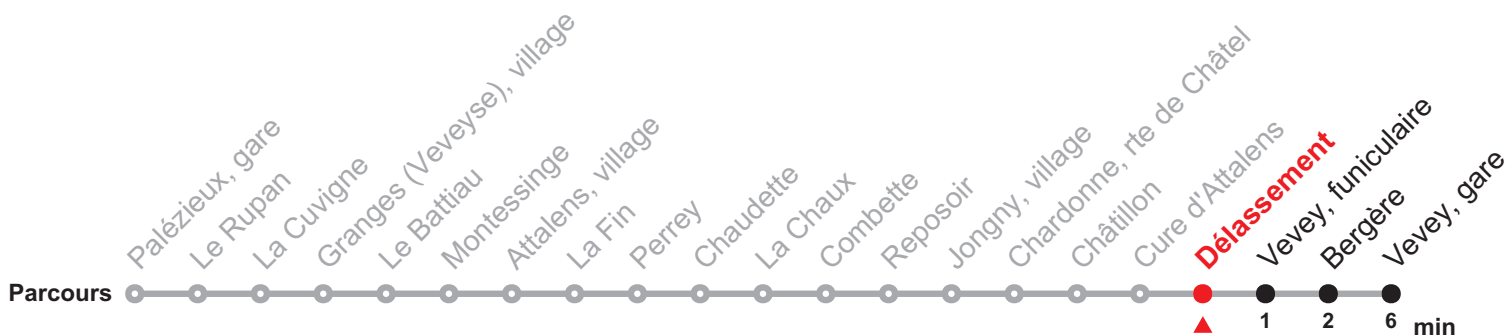 Parcours
Palézieux, gare
Le Rupan
La Cuvigne
Granges (Veveyse), village
Le Battiau
Montessinge
Attalens, village
La Fin
Perrey
Chaudette
La Chaux
Combette
Reposoir
Jongny, village
Chardonne, rte de Châtel
Châtillon
Cure d'Attalens
Délassement
Vevey, funiculaire
Bergère
Vevey, gare
1 2 6 min